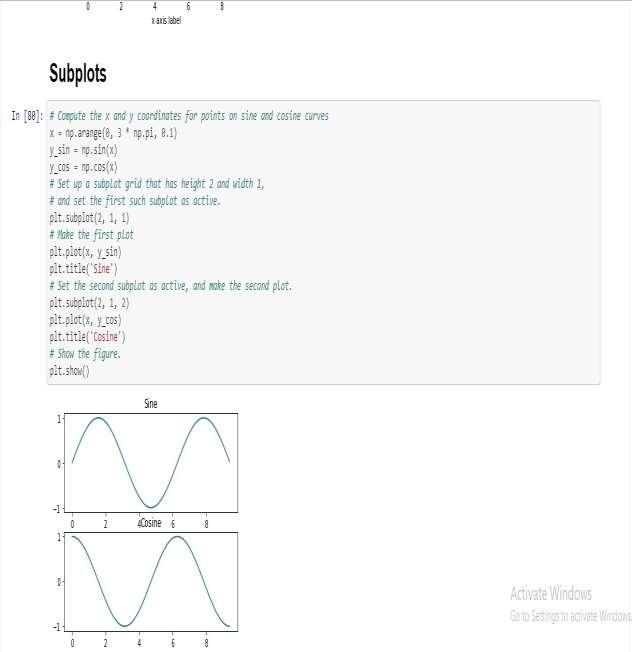 0 2 4 6 8
x axis label
Subplots
In [80]: # Compute the x and y coordinates for points on sine and cosine curves
x = np.arange(0, 3 * np.pi, 0.1)
y_sin = np.sin(x)
y_cos = np.cos(x)
# Set up a subplot grid that has height 2 and width 1,
# and set the first such subplot as active.
plt.subplot(2, 1, 1)
# Make the first plot
plt.plot(x, y_sin)
plt.title('Sine')
# Set the second subplot as active, and make the second plot.
plt.subplot(2, 1, 2)
plt.plot(x, y_cos)
plt.title('Cosine')
# Show the figure.
plt.show()
Sine
1
0
-1
0 2 4 6 8
Cosine
1
0
-1
0 2 4 6 8
Activate Windows
Go to Settings to activate Windows.